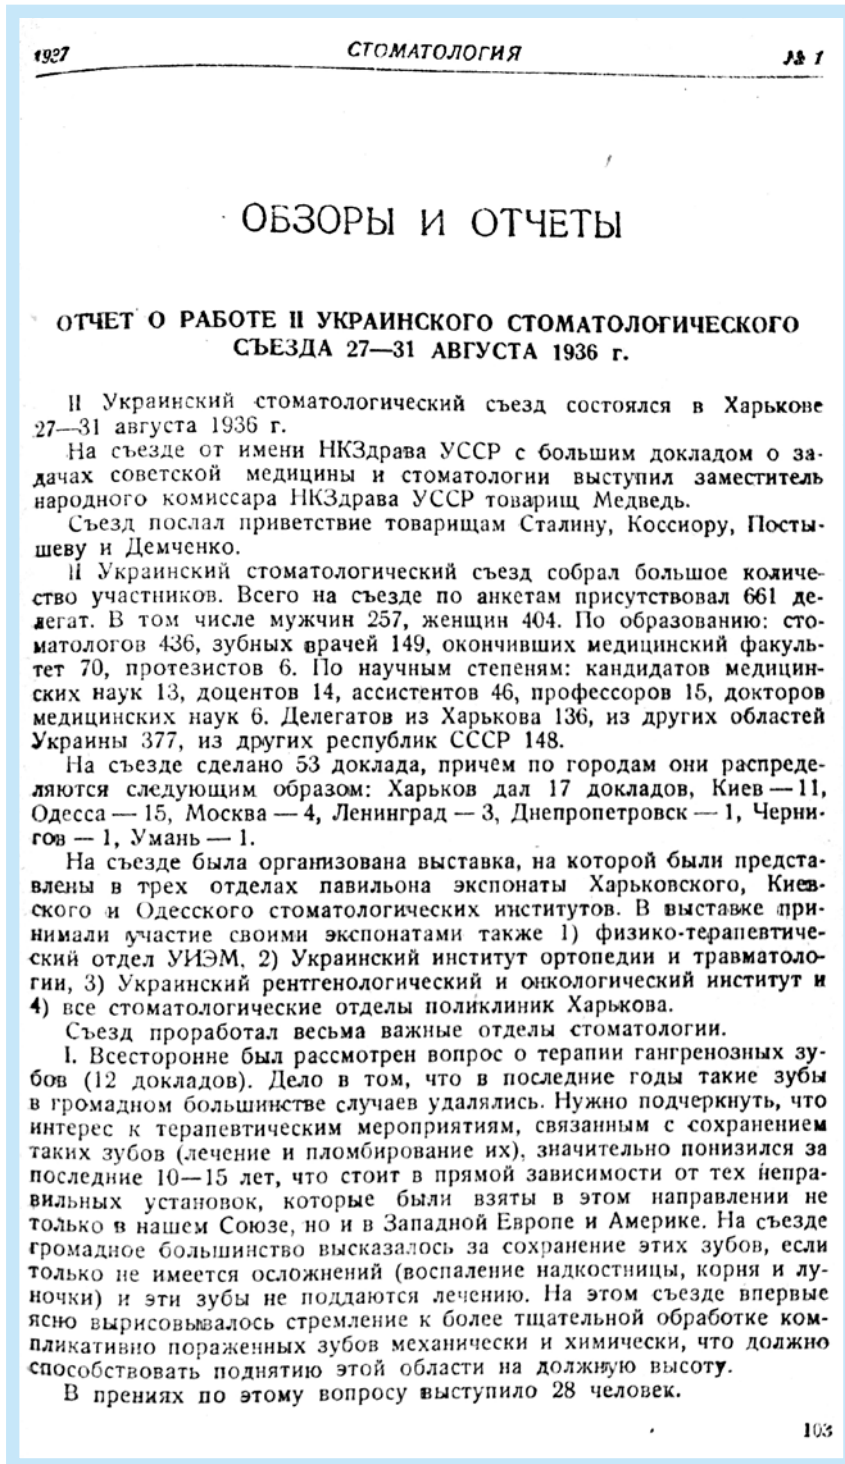 1937 СТОМАТОЛОГИЯ № 1
ОБЗОРЫ И ОТЧЕТЫ
ОТЧЕТ О РАБОТЕ II УКРАИНСКОГО СТОМАТОЛОГИЧЕСКОГО
СЪЕЗДА 27—31 АВГУСТА 1936 г.
II Украинский стоматологический съезд состоялся в Харькове
27—31 августа 1936 г.
На съезде от имени НКЗдрава УССР с большим докладом о за-
дачах советской медицины и стоматологии выступил заместитель
народного комиссара НКЗдрава УССР товарищ Медведь.
Съезд послал приветствие товарищам Сталину, Коссиору, Посты-
шеву и Демченко.
II Украинский стоматологический съезд собрал большое количе-
ство участников. Всего на съезде по анкетам присутствовал 661 де-
легат. В том числе мужчин 257, женщин 404. По образованию: сто-
матологов 436, зубных врачей 149, окончивших медицинский факуль-
тет 70, протезистов 6. По научным степеням: кандидатов медицин-
ских наук 13, доцентов 14, ассистентов 46, профессоров 15, докторов
медицинских наук 6. Делегатов из Харькова 136, из других областей
Украины 377, из других республик СССР 148.
На съезде сделано 53 доклада, причем по городам они распреде-
ляются следующим образом: Харьков дал 17 докладов, Киев — 11,
Одесса — 15, Москва — 4, Ленинград — 3, Днепропетровск — 1, Черни-
гов — 1, Умань — 1.
На съезде была организована выставка, на которой были предста-
влены в трех отделах павильона экспонаты Харьковского, Киев-
ского и Одесского стоматологических институтов. В выставке при-
нимали участие своими экспонатами также 1) физико-терапевтиче-
ский отдел УИЭМ, 2) Украинский институт ортопедии и травматоло-
гии, 3) Украинский рентгенологический и онкологический институт и
4) все стоматологические отделы поликлиник Харькова.
Съезд проработал весьма важные отделы стоматологии.
I. Всесторонне был рассмотрен вопрос о терапии гангренозных зу-
бов (12 докладов). Дело в том, что в последние годы такие зубы
в громадном большинстве случаев удалялись. Нужно подчеркнуть, что
интерес к терапевтическим мероприятиям, связанным с сохранением
таких зубов (лечение и пломбирование их), значительно понизился за
последние 10—15 лет, что стоит в прямой зависимости от тех непра-
вильных установок, которые были взяты в этом направлении не
только в нашем Союзе, но и в Западной Европе и Америке. На съезде
громадное большинство высказалось за сохранение этих зубов, если
только не имеется осложнений (воспаление надкостницы, корня и лу-
ночки) и эти зубы не поддаются лечению. На этом съезде впервые
ясно вырисовывалось стремление к более тщательной обработке ком-
пликативно пораженных зубов механически и химически, что должно
способствовать поднятию этой области на должную высоту.
В прениях по этому вопросу выступило 28 человек.
103